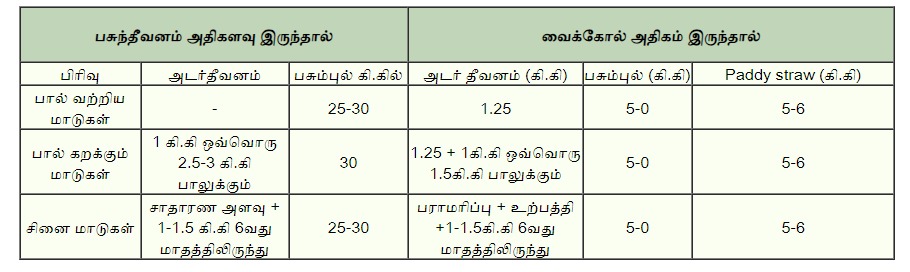 பசுந்தீவனம் அதிகளவு இருந்தால் வைக்கோல் அதிகம் இருந்தால்
பிரிவு அடர்தீவனம் பசும்புல் கி.கில் அடர் தீவனம் (கி.கி) பசும்புல் (கி.கி) Paddy straw (கி.கி)
பால் வற்றிய
மாடுகள்
-
25-30
1.25
5-0
5-6
பால் கறக்கும்
மாடுகள்
1 கி.கி ஒவ்வொரு
2.5-3 கி.கி
பாலுக்கும்
30
1.25 + 1கி.கி ஒவ்வொரு
1.5கி.கி பாலுக்கும்
5-0
5-6
சினை மாடுகள்
சாதாரண அளவு +
1-1.5 கி.கி 6வது
மாதத்திலிருந்து
25-30
பராமரிப்பு + உற்பத்தி
+1-1.5கி.கி 6வது
மாதத்திலிருந்து
5-0
5-6